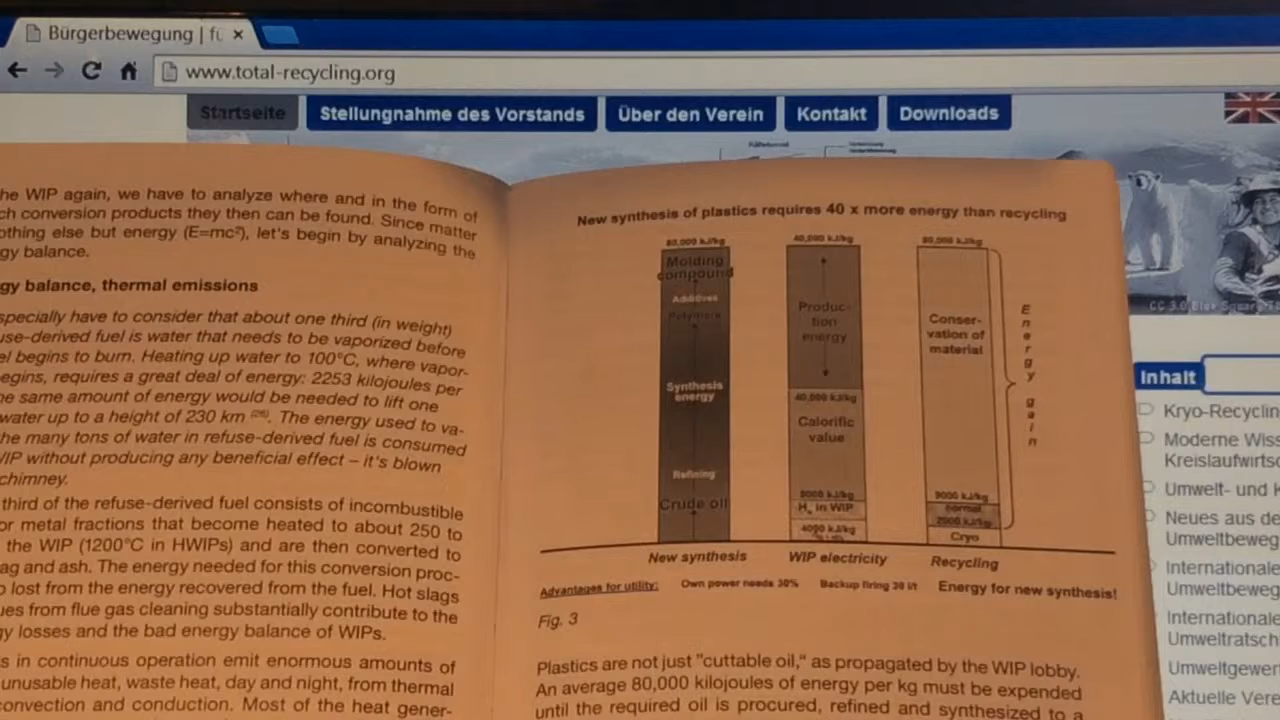 Bürgerbewegung | fü
www.total-recycling.org
Startseite
Stellungnahme des Vorstands
Über den Verein
Kontakt
Downloads
he WIP again, we have to analyze where and in the form of
ch conversion products they then can be found. Since matter
othing else but energy (E=mc²), let's begin by analyzing the
gy balance.
gy balance, thermal emissions
specially have to consider that about one third (in weight)
use-derived fuel is water that needs to be vaporized before
el begins to burn. Heating up water to 100°C, where vapor-
egins, requires a great deal of energy: 2253 kilojoules per
he same amount of energy would be needed to lift one
water up to a height of 230 km (26). The energy used to va-
he many tons of water in refuse-derived fuel is consumed
VIP without producing any beneficial effect – it's blown
chimney.
third of the refuse-derived fuel consists of incombustible
or metal fractions that become heated to about 250 to
the WIP (1200°C in HWIPs) and are then converted to
ag and ash. The energy needed for this conversion proc-
o lost from the energy recovered from the fuel. Hot slags
ues from flue gas cleaning substantially contribute to the
gy losses and the bad energy balance of WIPs.
s in continuous operation emit enormous amounts of
unusable heat, waste heat, day and night, from thermal
convection and conduction. Most of the heat gener-
New synthesis of plastics requires 40 x more energy than recycling
80,000 kJ/kg
Molding
compound
Additives
Polymers
Synthesis
energy
Refining
Crude oil
New synthesis
40,000 kJ/kg
Produc-
tion
energy
40,000 kJ/kg
Calorific
value
8000 kJ/kg
in WIP
4000 kJ/kg
WIP electricity
80,000 kJ/kg
Conser-
vation of
material
9000 kJ/kg
normal
2000 kJ/kg
Cryo
Recycling
Energy gain
Advantages for utility:
Own power needs 30%
Backup firing 30 l/t
Energy for new synthesis!
Fig. 3
Plastics are not just "cuttable oil," as propagated by the WIP lobby.
An average 80,000 kilojoules of energy per kg must be expended
until the required oil is procured, refined and synthesized to a
Inhalt
Kryo-Recyclin
Moderne Wiss
Kreislaufwirtsc
Umwelt- und K
Neues aus de
Umweltbeweg
Internationale
Umweltbeweg
Internationale
Umweltratsch
Umweltgewer
Aktuelle Vere